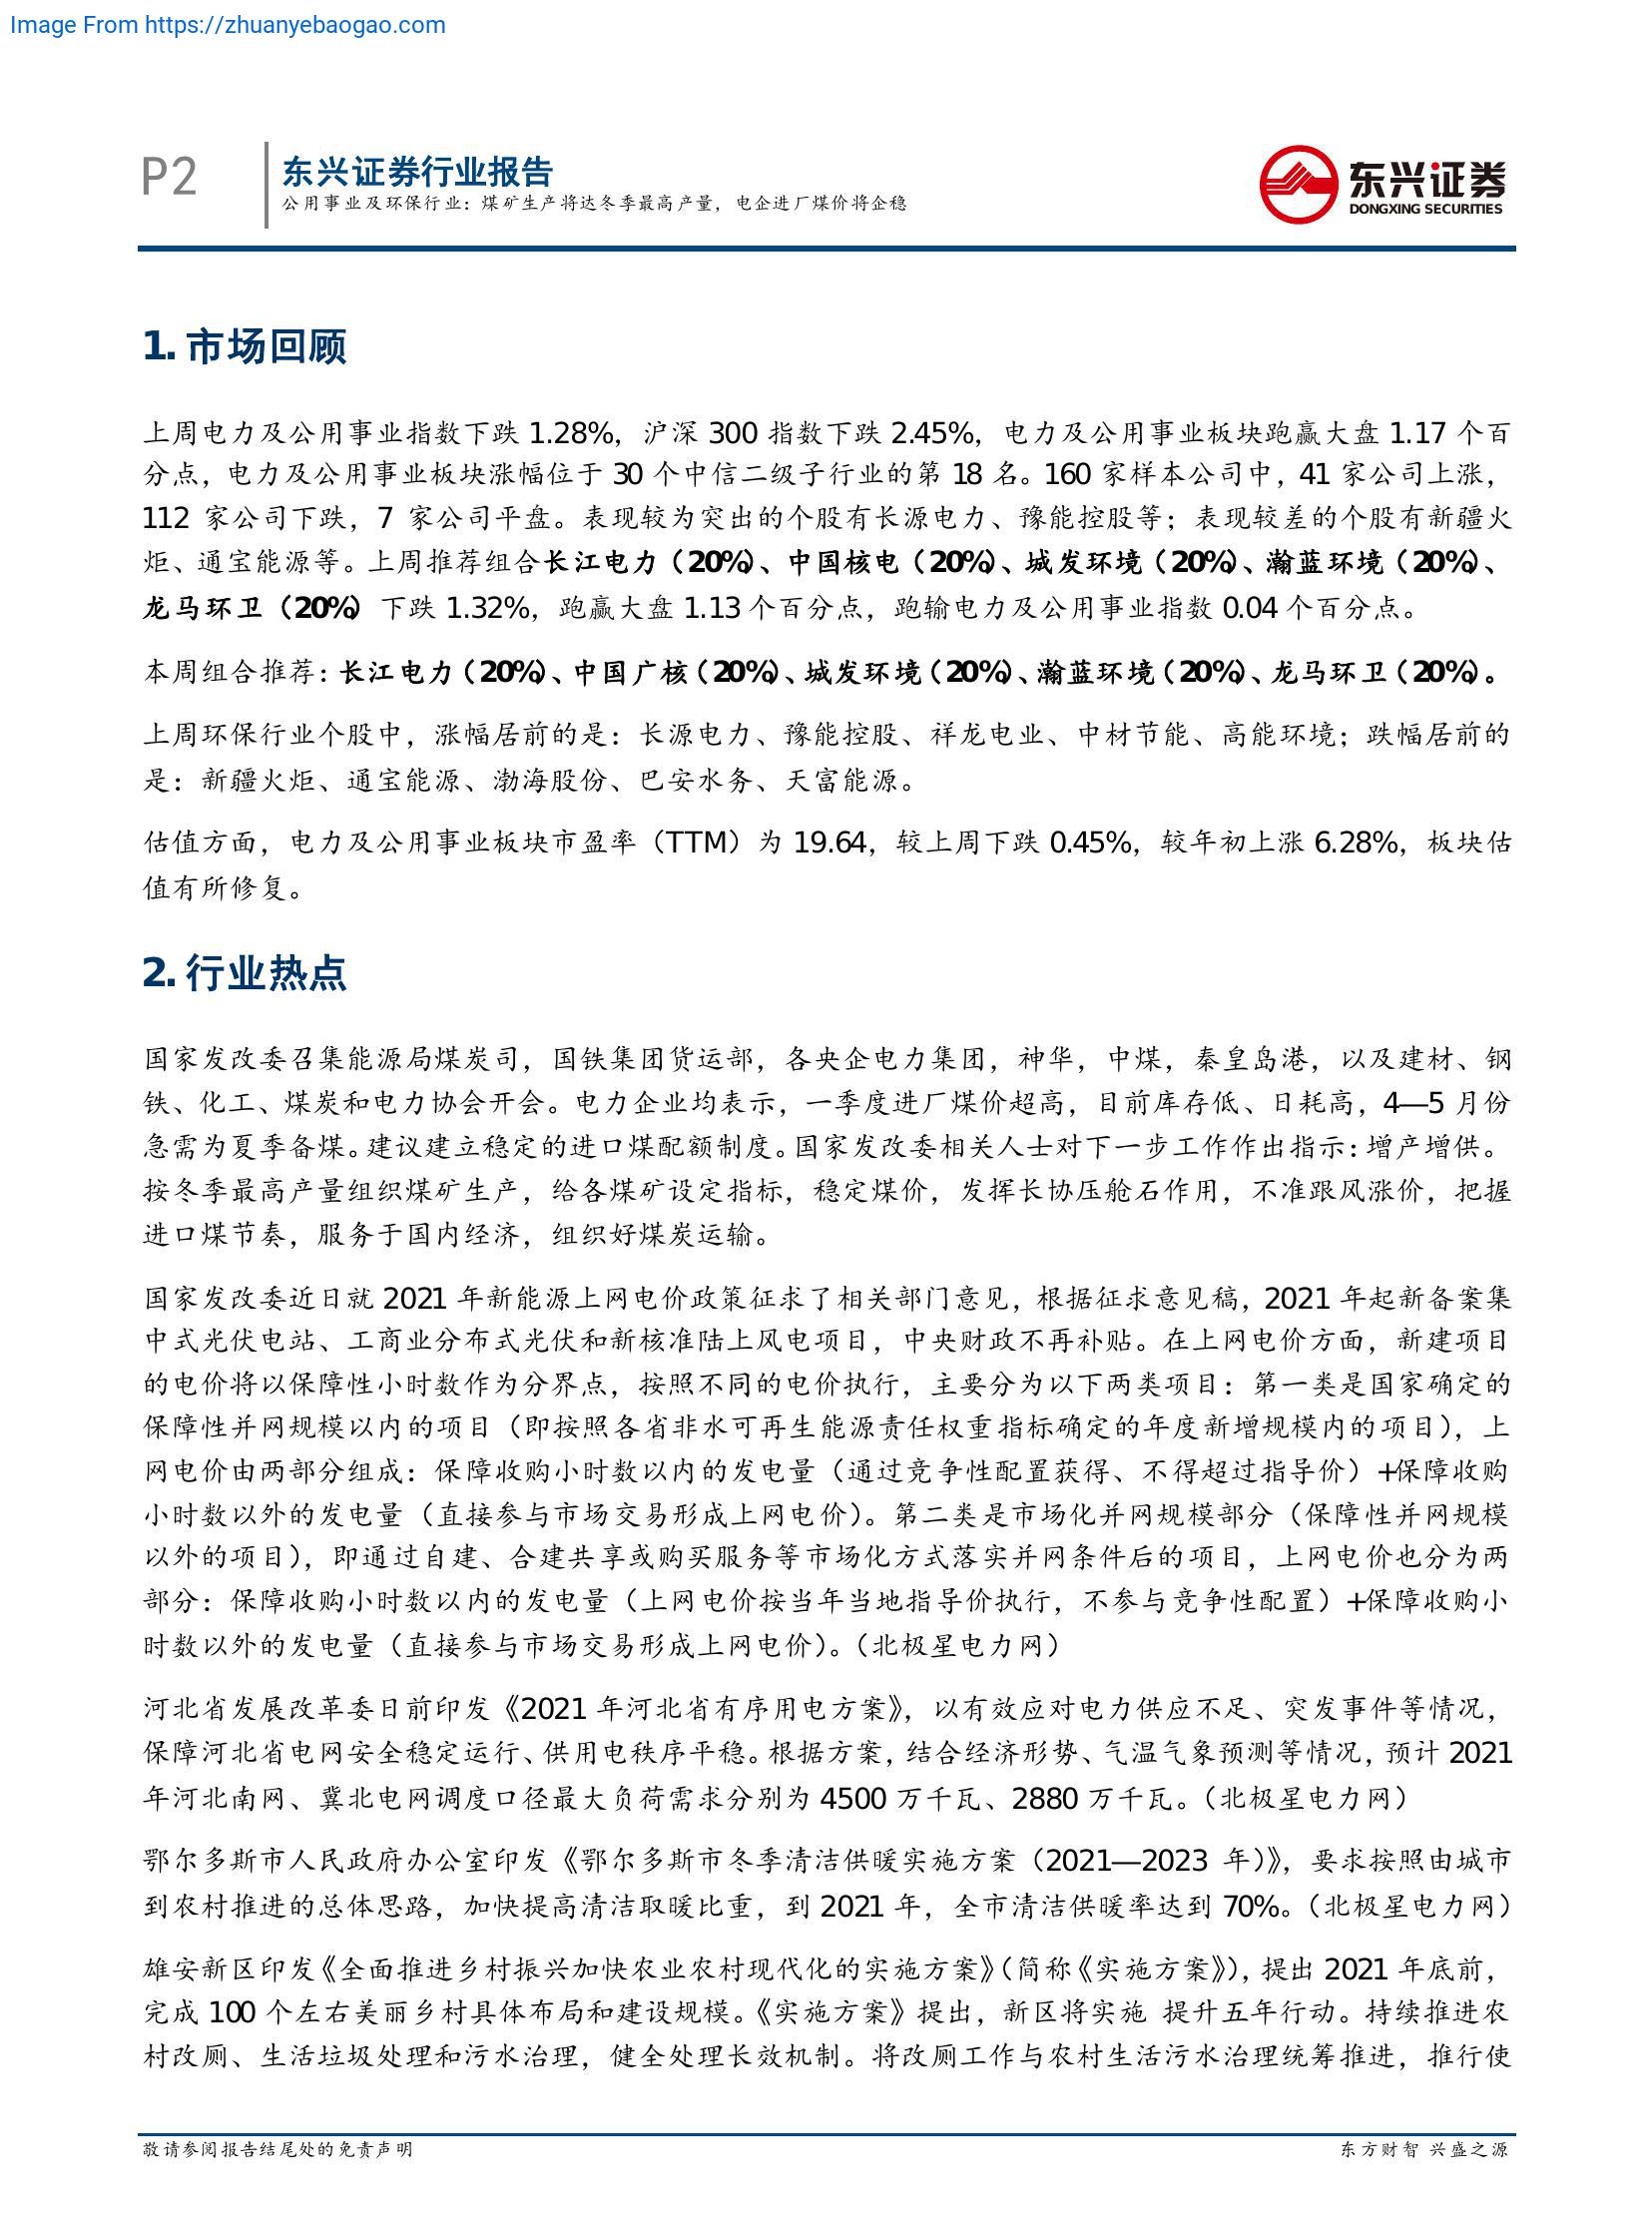 Image From https://zhuanyebaogao.com
P2
东兴证券行业报告
公用事业及环保行业：煤矿生产将达冬季最高产量，电企进厂煤价将企稳
东兴证券
DONGXING SECURITIES
1. 市场回顾
上周电力及公用事业指数下跌 1.28%，沪深 300 指数下跌 2.45%，电力及公用事业板块跑赢大盘 1.17 个百
分点，电力及公用事业板块涨幅位于 30 个中信二级子行业的第 18 名。160 家样本公司中，41 家公司上涨，
112 家公司下跌，7 家公司平盘。表现较为突出的个股有长源电力、豫能控股等；表现较差的个股有新疆火
炬、通宝能源等。上周推荐组合长江电力（20%）、中国核电（20%）、城发环境（20%）、瀚蓝环境（20%）、
龙马环卫（20%）下跌 1.32%，跑赢大盘 1.13 个百分点，跑输电力及公用事业指数 0.04 个百分点。
本周组合推荐：长江电力（20%）、中国广核（20%）、城发环境（20%）、瀚蓝环境（20%）、龙马环卫（20%）。
上周环保行业个股中，涨幅居前的是：长源电力、豫能控股、祥龙电业、中材节能、高能环境；跌幅居前的
是：新疆火炬、通宝能源、渤海股份、巴安水务、天富能源。
估值方面，电力及公用事业板块市盈率（TTM）为 19.64，较上周下跌 0.45%，较年初上涨 6.28%，板块估
值有所修复。
2. 行业热点
国家发改委召集能源局煤炭司，国铁集团货运部，各央企电力集团，神华，中煤，秦皇岛港，以及建材、钢
铁、化工、煤炭和电力协会开会。电力企业均表示，一季度进厂煤价超高，目前库存低、日耗高，4—5 月份
急需为夏季备煤。建议建立稳定的进口煤配额制度。国家发改委相关人士对下一步工作作出指示：增产增供。
按冬季最高产量组织煤矿生产，给各煤矿设定指标，稳定煤价，发挥长协压舱石作用，不准跟风涨价，把握
进口煤节奏，服务于国内经济，组织好煤炭运输。
国家发改委近日就 2021 年新能源上网电价政策征求了相关部门意见，根据征求意见稿，2021 年起新备案集
中式光伏电站、工商业分布式光伏和新核准陆上风电项目，中央财政不再补贴。在上网电价方面，新建项目
的电价将以保障性小时数作为分界点，按照不同的电价执行，主要分为以下两类项目：第一类是国家确定的
保障性并网规模以内的项目（即按照各省非水可再生能源责任权重指标确定的年度新增规模内的项目），上
网电价由两部分组成：保障收购小时数以内的发电量（通过竞争性配置获得、不得超过指导价）+保障收购
小时数以外的发电量（直接参与市场交易形成上网电价）。第二类是市场化并网规模部分（保障性并网规模
以外的项目），即通过自建、合建共享或购买服务等市场化方式落实并网条件后的项目，上网电价也分为两
部分：保障收购小时数以内的发电量（上网电价按当年当地指导价执行，不参与竞争性配置）+保障收购小
时数以外的发电量（直接参与市场交易形成上网电价）。（北极星电力网）
河北省发展改革委日前印发《2021 年河北省有序用电方案》，以有效应对电力供应不足、突发事件等情况，
保障河北省电网安全稳定运行、供用电秩序平稳。根据方案，结合经济形势、气温气象预测等情况，预计 2021
年河北南网、冀北电网调度口径最大负荷需求分别为 4500 万千瓦、2880 万千瓦。（北极星电力网）
鄂尔多斯市人民政府办公室印发《鄂尔多斯市冬季清洁供暖实施方案（2021—2023 年）》，要求按照由城市
到农村推进的总体思路，加快提高清洁取暖比重，到 2021 年，全市清洁供暖率达到 70%。（北极星电力网）
雄安新区印发《全面推进乡村振兴加快农业农村现代化的实施方案》（简称《实施方案》），提出 2021 年底前，
完成 100 个左右美丽乡村具体布局和建设规模。《实施方案》提出，新区将实施 提升五年行动。持续推进农
村改厕、生活垃圾处理和污水治理，健全处理长效机制。将改厕工作与农村生活污水治理统筹推进，推行使
敬请参阅报告结尾处的免责声明
东方财智 兴盛之源